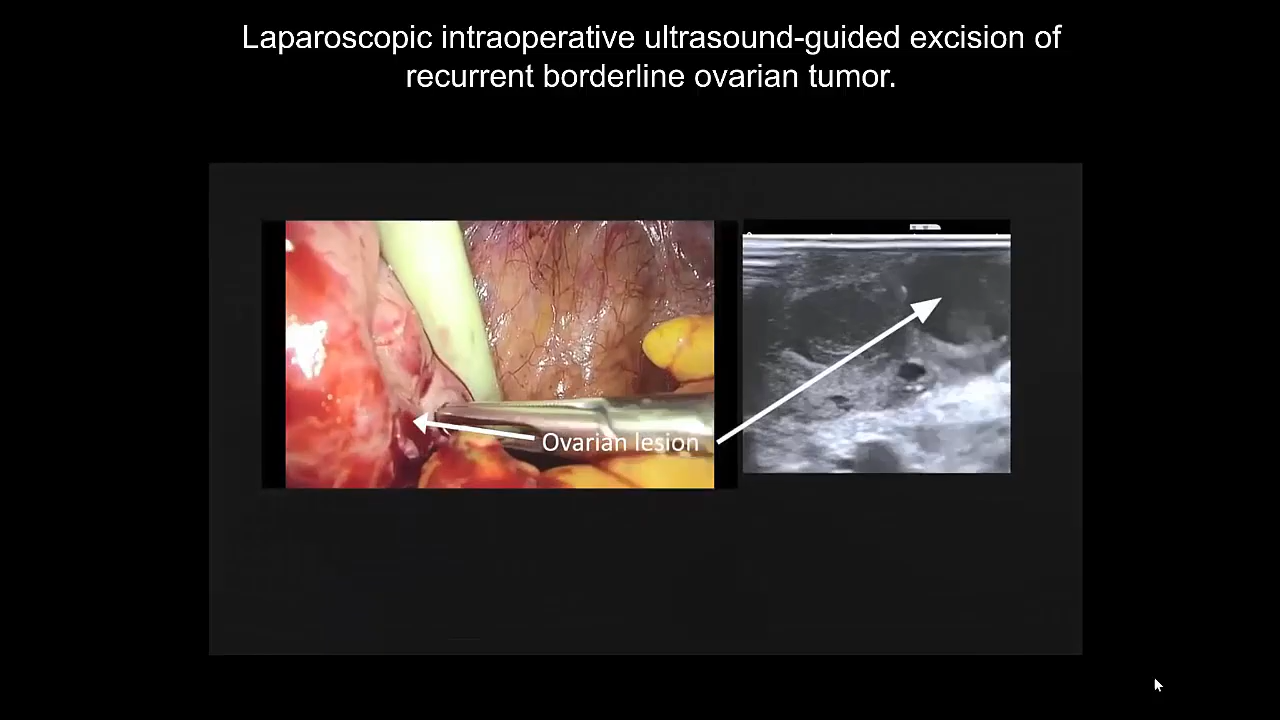 Laparoscopic intraoperative ultrasound-guided excision of
recurrent borderline ovarian tumor.
Ovarian lesion